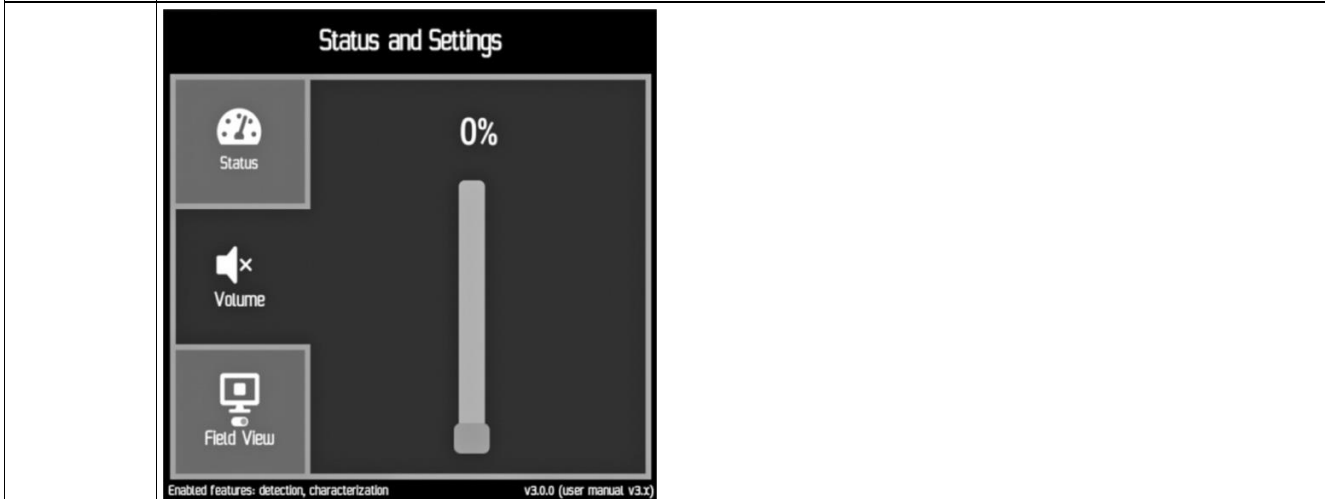 Status and Settings
0%
Status
Volume
Field View
Enabled features: detection, characterization v3.0.0 (user manual v3.x)